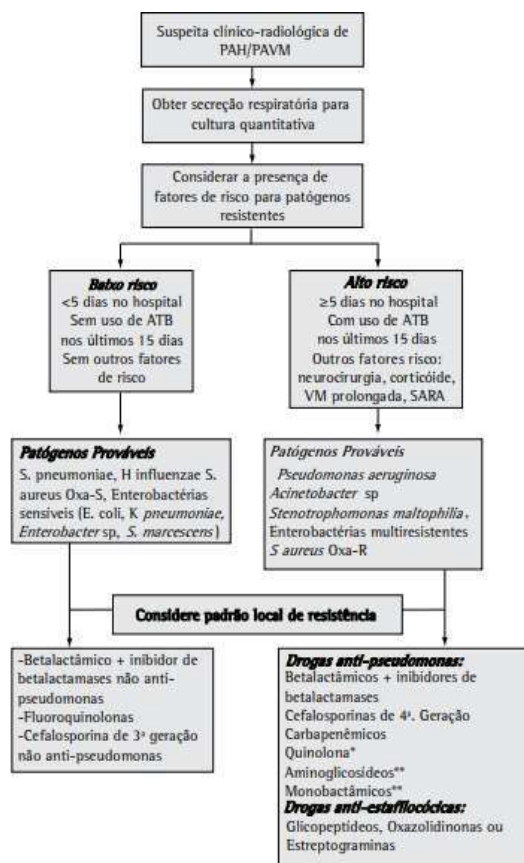 Suspeita clínico-radiológica de
PAH/PAVM
Obter secreção respiratória para
cultura quantitativa
Considerar a presença de
fatores de risco para patógenos
resistentes
Baixo risco
<5 dias no hospital
Sem uso de ATB
nos últimos 15 dias
Sem outros fatores
de risco
Alto risco
≥5 dias no hospital
Com uso de ATB
nos últimos 15 dias
Outros fatores risco:
neurocirurgia, corticóide,
VM prolongada, SARA
Patógenos Prováveis
S. pneumoniae, H influenzae S.
aureus Oxa-S, Enterobactérias
sensíveis (E. coli, K pneumoniae,
Enterobacter sp, S. marcescens)
Patógenos Prováveis
Pseudomonas aeruginosa
Acinetobacter sp
Stenotrophomonas maltophilia,
Enterobactérias multiresistentes
S aureus Oxa-R
Considere padrão local de resistência
-Betalactâmico + inibidor de
betalactamases não anti-
pseudomonas
-Fluoroquinolonas
-Cefalosporina de 3ª geração
não anti-pseudomonas
Drogas anti-pseudomonas:
Betalactâmicos + inibidores de
betalactamases
Cefalosporinas de 4ª. Geração
Carbapenêmicos
Quinolona*
Aminoglicosídeos**
Monobactâmicos**
Drogas anti-estafilocócicas:
Glicopeptídeos, Oxazolidinonas ou
Estreptograminas